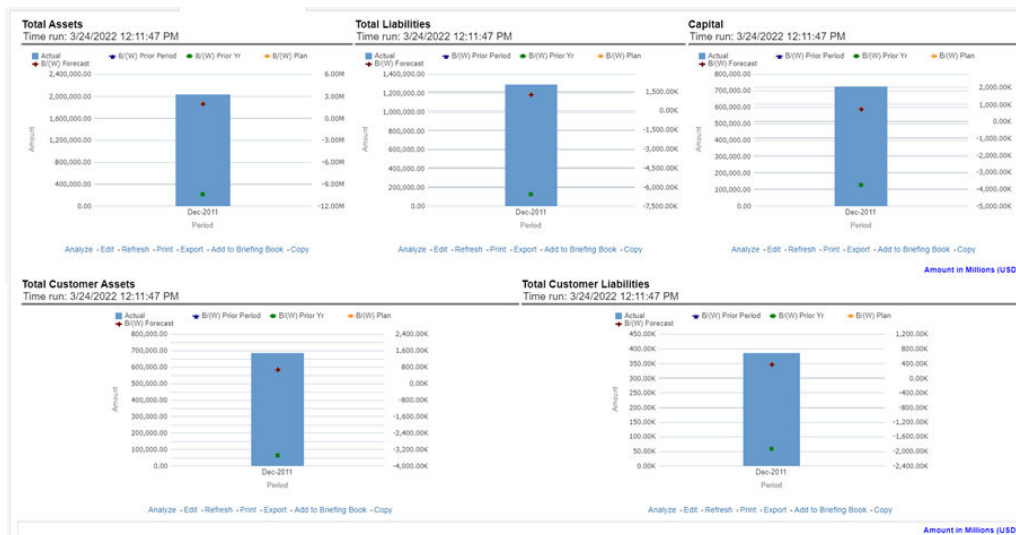 Total Assets
Time run: 3/24/2022 12:11:47 PM
Actual B/(W) Prior Period B/(W) Prior Yr B/(W) Plan
B/(W) Forecast
2,400,000.00
2,000,000.00
1,600,000.00
1,200,000.00
800,000.00
400,000.00
0.00
Amount
6.00M
3.00M
0.00M
-3.00M
-6.00M
-9.00M
-12.00M
Dec-2011
Period
Analyze - Edit - Refresh - Print - Export - Add to Briefing Book - Copy
Total Liabilities
Time run: 3/24/2022 12:11:47 PM
Actual B/(W) Prior Period B/(W) Prior Yr B/(W) Plan
B/(W) Forecast
1,400,000.00
1,200,000.00
1,000,000.00
800,000.00
600,000.00
400,000.00
200,000.00
0.00
Amount
1,500.00K
0.00K
-1,500.00K
-3,000.00K
-4,500.00K
-6,000.00K
-7,500.00K
Dec-2011
Period
Analyze - Edit - Refresh - Print - Export - Add to Briefing Book - Copy
Capital
Time run: 3/24/2022 12:11:47 PM
Actual B/(W) Prior Period B/(W) Prior Yr B/(W) Plan
B/(W) Forecast
800,000.00
700,000.00
600,000.00
500,000.00
400,000.00
300,000.00
200,000.00
100,000.00
0.00
Amount
2,000.00K
1,000.00K
0.00K
-1,000.00K
-2,000.00K
-3,000.00K
-4,000.00K
-5,000.00K
Dec-2011
Period
Analyze - Edit - Refresh - Print - Export - Add to Briefing Book - Copy
Amount in Millions (USD
Total Customer Assets
Time run: 3/24/2022 12:11:47 PM
Actual B/(W) Prior Period B/(W) Prior Yr B/(W) Plan
B/(W) Forecast
800,000.00
700,000.00
600,000.00
500,000.00
400,000.00
300,000.00
200,000.00
100,000.00
0.00
Amount
2,400.00K
1,600.00K
800.00K
0.00K
-800.00K
-1,600.00K
-2,400.00K
-3,200.00K
-4,000.00K
Dec-2011
Period
Analyze - Edit - Refresh - Print - Export - Add to Briefing Book - Copy
Total Customer Liabilities
Time run: 3/24/2022 12:11:47 PM
Actual B/(W) Prior Period B/(W) Prior Yr B/(W) Plan
B/(W) Forecast
450.00K
400.00K
350.00K
300.00K
250.00K
200.00K
150.00K
100.00K
50.00K
0.00K
Amount
1,200.00K
800.00K
400.00K
0.00K
-400.00K
-800.00K
-1,200.00K
-1,600.00K
-2,000.00K
-2,400.00K
Dec-2011
Period
Analyze - Edit - Refresh - Print - Export - Add to Briefing Book - Copy
Amount in Millions (USD